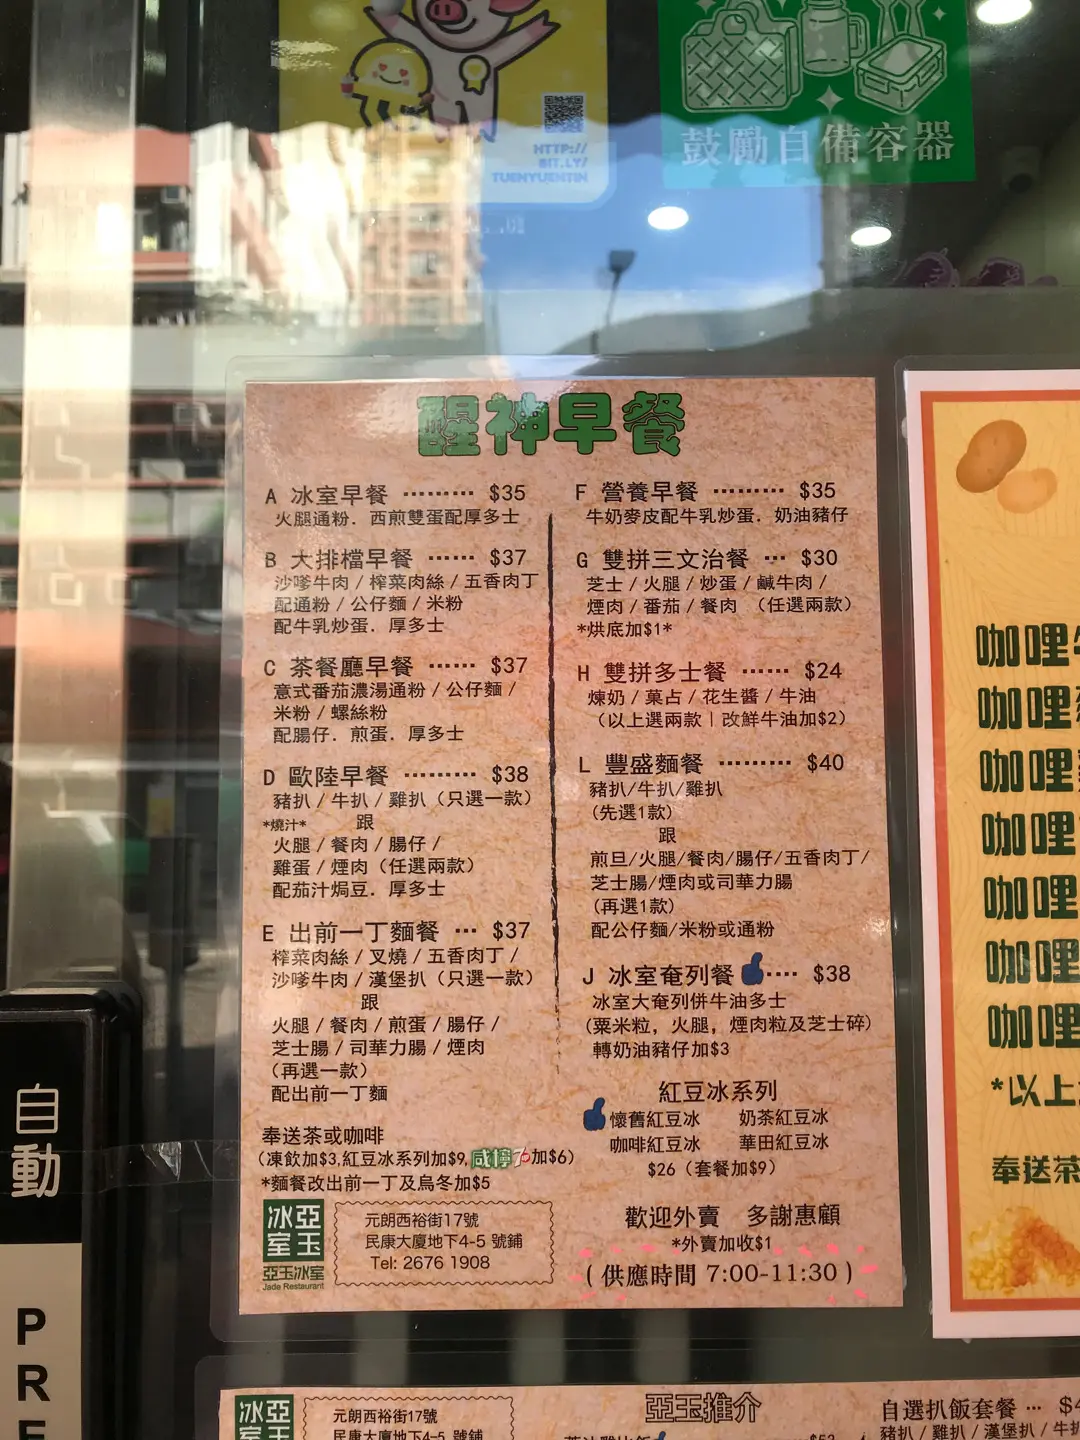 HTTP://
BIT.LY/
TUENYUENTIN
鼓勵自備容器
醒神早餐
A 冰室早餐 ········· $35
火腿通粉．西煎雙蛋配厚多士
B 大排檔早餐 ······ $37
沙嗲牛肉 / 榨菜肉絲 / 五香肉丁
配通粉 / 公仔麵 / 米粉
配牛乳炒蛋．厚多士
C 茶餐廳早餐 ······ $37
意式番茄濃湯通粉 / 公仔麵 /
米粉 / 螺絲粉
配腸仔．煎蛋．厚多士
D 歐陸早餐 ········· $38
豬扒 / 牛扒 / 雞扒（只選一款）
*燒汁* 跟
火腿 / 餐肉 / 腸仔 /
雞蛋 / 煙肉（任選兩款）
配茄汁焗豆．厚多士
E 出前一丁麵餐 ··· $37
榨菜肉絲 / 叉燒 / 五香肉丁 /
沙嗲牛肉 / 漢堡扒（只選一款）
跟
火腿 / 餐肉 / 煎蛋 / 腸仔 /
芝士腸 / 司華力腸 / 煙肉
（再選一款）
配出前一丁麵
奉送茶或咖啡
（凍飲加$3,紅豆冰系列加$9,咸檸7加$6）
*麵餐改出前一丁及烏冬加$5
冰室 亞玉
亞玉冰室
Jade Restaurant
元朗西裕街17號
民康大廈地下4-5 號鋪
Tel: 2676 1908
F 營養早餐 ········· $35
牛奶麥皮配牛乳炒蛋．奶油豬仔
G 雙拼三文治餐 ··· $30
芝士 / 火腿 / 炒蛋 / 鹹牛肉 /
煙肉 / 番茄 / 餐肉 （任選兩款）
*烘底加$1*
H 雙拼多士餐 ······ $24
煉奶 / 菓占 / 花生醬 / 牛油
（以上選兩款｜改鮮牛油加$2）
L 豐盛麵餐 ········· $40
豬扒/牛扒/雞扒
(先選1款)
跟
煎旦/火腿/餐肉/腸仔/五香肉丁/
芝士腸/煙肉或司華力腸
(再選1款)
配公仔麵/米粉或通粉
J 冰室奄列餐 ···· $38
冰室大奄列併牛油多士
(粟米粒，火腿，煙肉粒及芝士碎)
轉奶油豬仔加$3
紅豆冰系列
懷舊紅豆冰 奶茶紅豆冰
咖啡紅豆冰 華田紅豆冰
$26（套餐加$9）
歡迎外賣 多謝惠顧
*外賣加收$1
( 供應時間 7:00-11:30 )
咖哩
咖哩
咖哩
咖哩
咖哩
咖哩
咖哩
*以上
奉送茶
自動
PRE
冰室 亞玉
元朗西裕街17號
民康大廈地下4-5 號鋪
亞玉推介
自選扒飯套餐 ··· $4
豬扒 / 雞扒 / 漢堡扒 / 牛扒